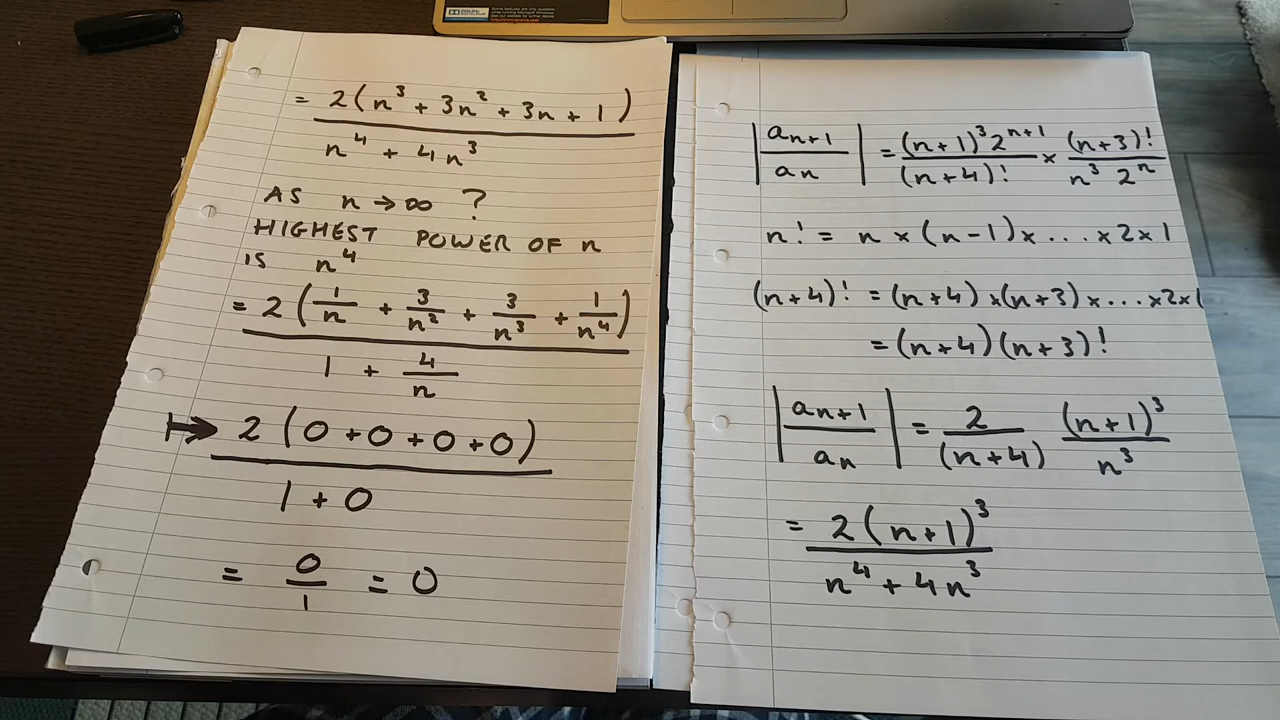 = 2(n³ + 3n² + 3n + 1) / n⁴ + 4n³
AS n → ∞ ?
HIGHEST POWER OF n
IS n⁴
= 2(1/n + 3/n² + 3/n³ + 1/n⁴) / 1 + 4/n
↦ 2(0 + 0 + 0 + 0) / 1 + 0
= 0/1 = 0
|aₙ₊₁/aₙ| = (n+1)³2ⁿ⁺¹/(n+4)! × (n+3)!/n³ 2ⁿ
n! = n × (n-1) × ... × 2 × 1
(n+4)! = (n+4) × (n+3) × .... × 2 × 1
= (n+4)(n+3)!
|aₙ₊₁/aₙ| = 2/(n+4) (n+1)³/n³
= 2(n+1)³ / n⁴ + 4n³